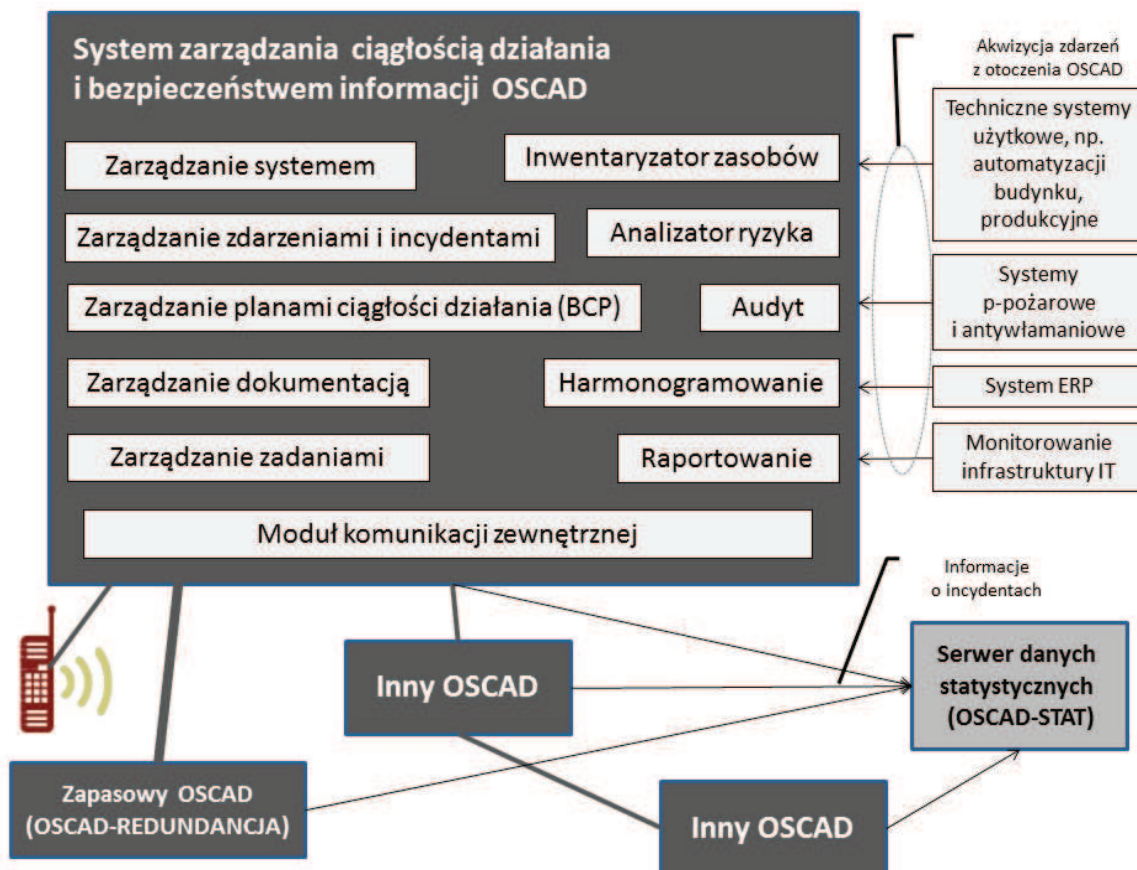 System zarządzania ciągłością działania
i bezpieczeństwem informacji OSCAD
Zarządzanie systemem
Inwentaryzator zasobów
Zarządzanie zdarzeniami i incydentami
Analizator ryzyka
Zarządzanie planami ciągłości działania (BCP)
Audyt
Zarządzanie dokumentacją
Harmonogramowanie
Zarządzanie zadaniami
Raportowanie
Moduł komunikacji zewnętrznej
Akwizycja zdarzeń
z otoczenia OSCAD
Techniczne systemy
użytkowe, np.
automatyzacji
budynku,
produkcyjne
Systemy
p-pożarowe
i antywłamaniowe
System ERP
Monitorowanie
infrastruktury IT
Informacje
o incydentach
Inny OSCAD
Serwer danych
statystycznych
(OSCAD-STAT)
Zapasowy OSCAD
(OSCAD-REDUNDANCJA)
Inny OSCAD